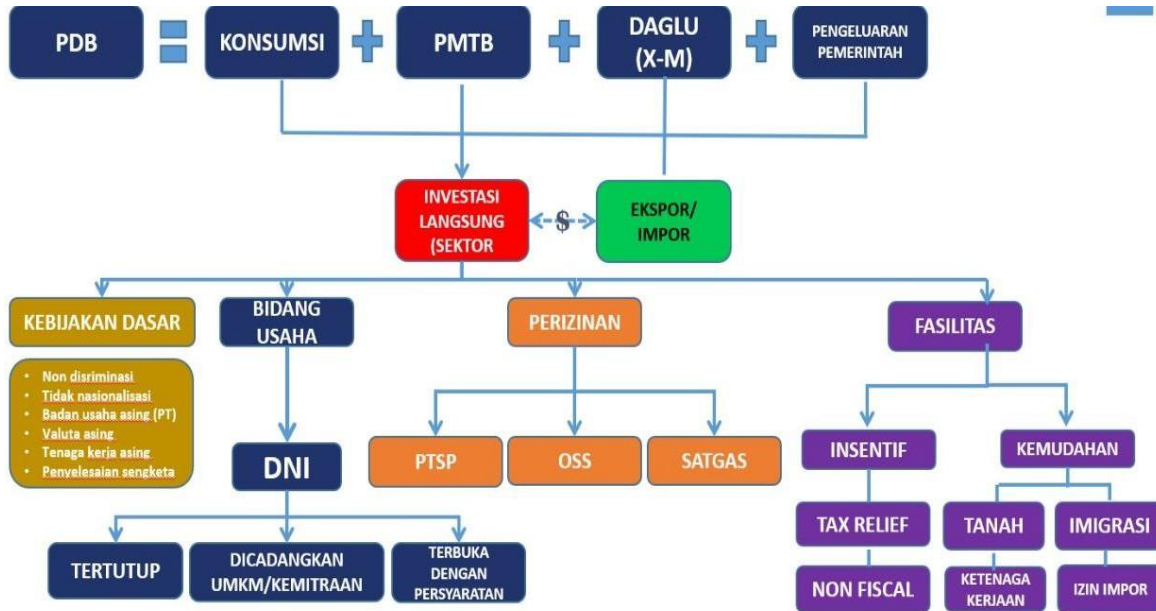 PDB
=
KONSUMSI
+
PMTB
+
DAGLU
(X-M)
+
PENGELUARAN
PEMERINTAH
INVESTASI
LANGSUNG
(SEKTOR
$
EKSPOR/
IMPOR
KEBIJAKAN DASAR
BIDANG
USAHA
PERIZINAN
FASILITAS
• Non disriminasi
• Tidak nasionalisasi
• Badan usaha asing (PT)
• Valuta asing
• Tenaga kerja asing
• Penyelesaian sengketa
DNI
PTSP
OSS
SATGAS
INSENTIF
KEMUDAHAN
TERTUTUP
DICADANGKAN
UMKM/KEMITRAAN
TERBUKA
DENGAN
PERSYARATAN
TAX RELIEF
TANAH
IMIGRASI
NON FISCAL
KETENAGA
KERJAAN
IZIN IMPOR